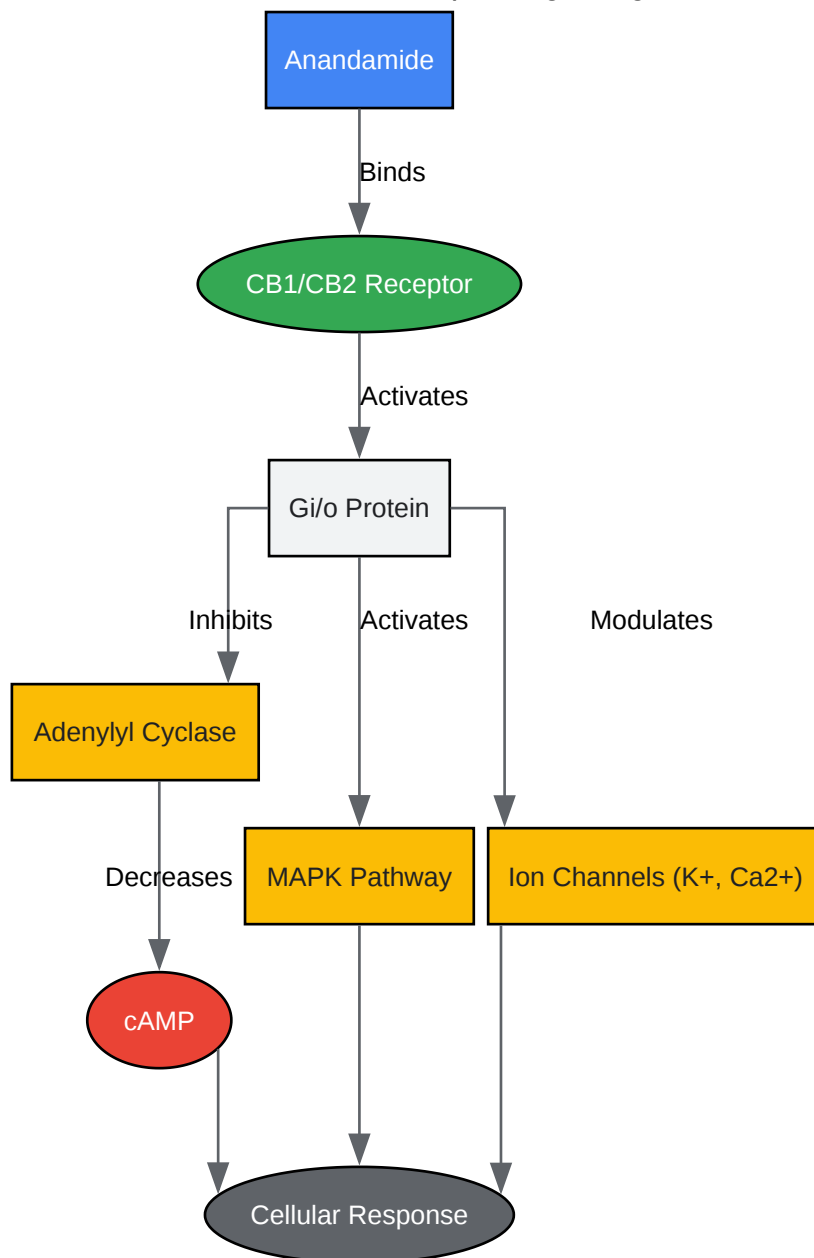 Anandamide
Binds
CB1/CB2 Receptor
Activates
Gi/o Protein
Inhibits
Activates
Modulates
Adenylyl Cyclase
Decreases
MAPK Pathway
Ion Channels (K+, Ca2+)
cAMP
Cellular Response